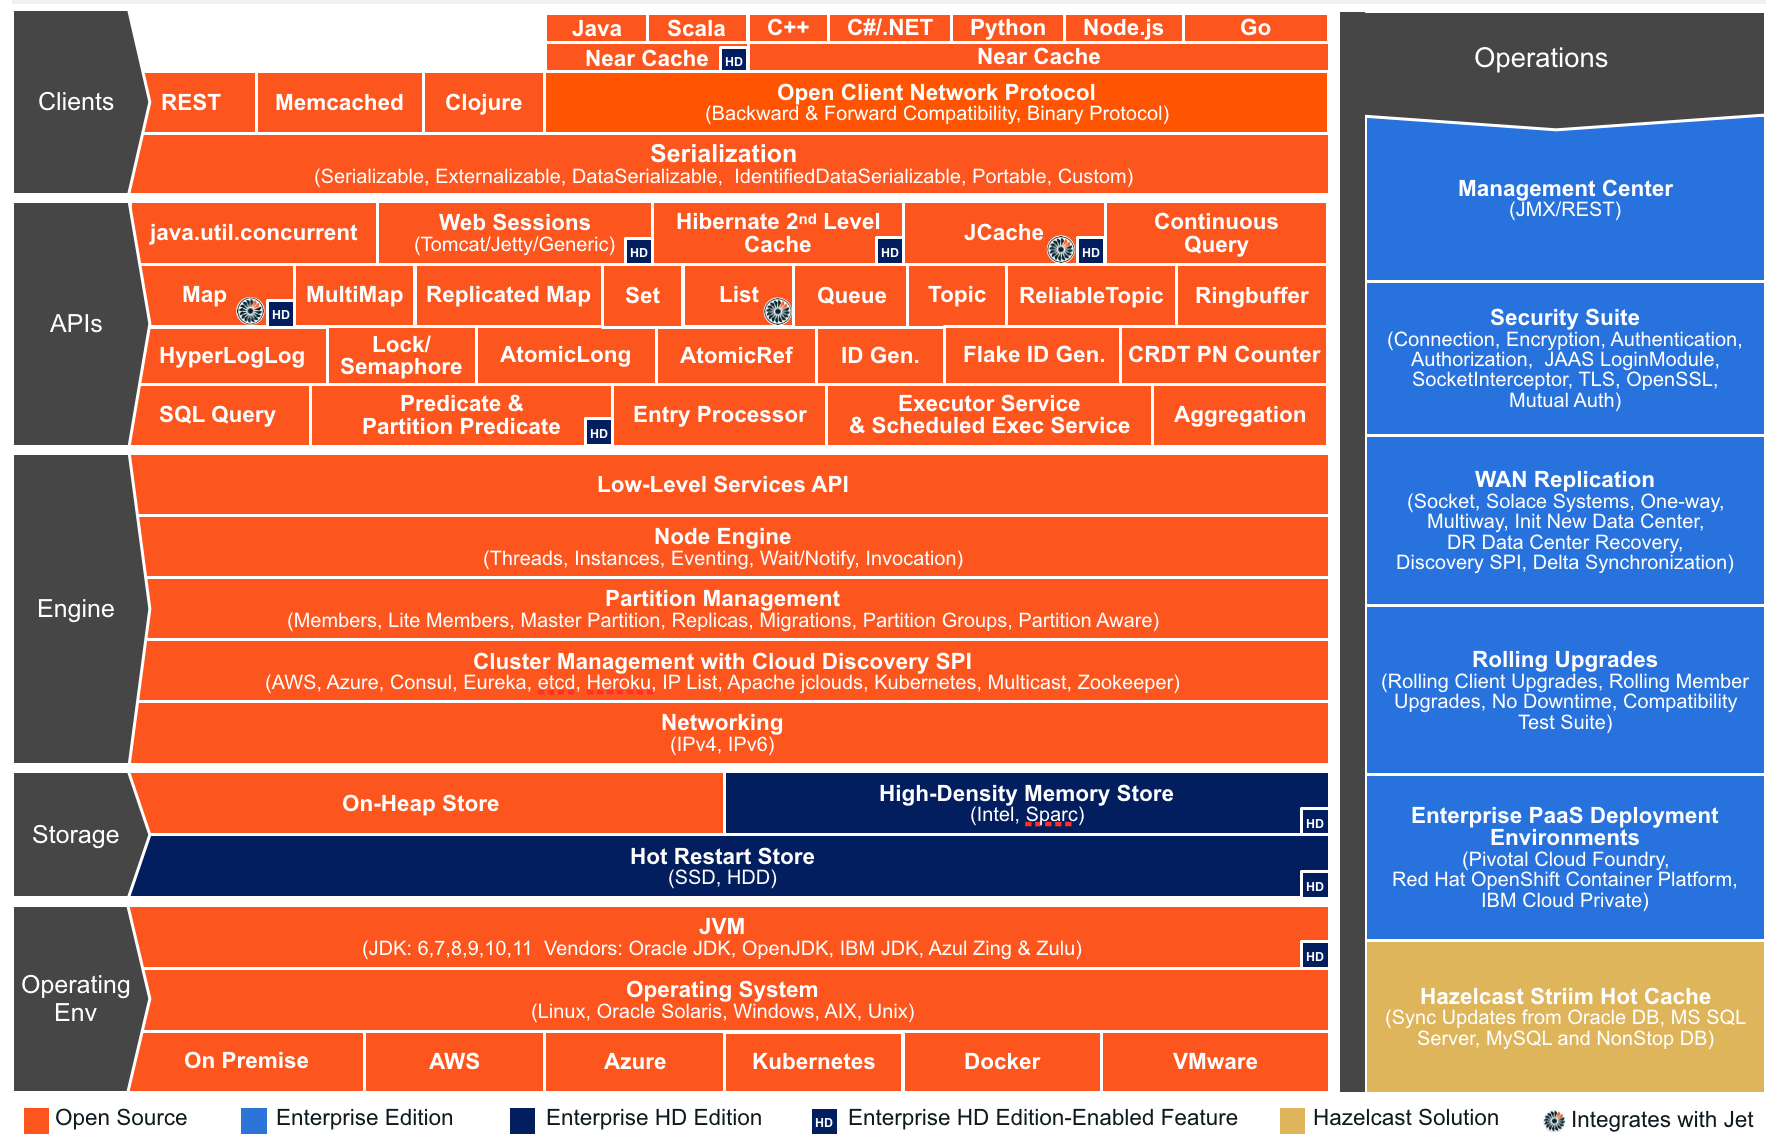 Clients
Java
Scala
C++
C#/.NET
Python
Node.js
Go
Near Cache
HD
Near Cache
REST
Memcached
Clojure
Open Client Network Protocol
(Backward & Forward Compatibility, Binary Protocol)
Serialization
(Serializable, Externalizable, DataSerializable,  IdentifiedDataSerializable, Portable, Custom)
APIs
java.util.concurrent
Web Sessions
(Tomcat/Jetty/Generic)
HD
Hibernate 2nd Level
Cache
HD
JCache
HD
Continuous
Query
Map
HD
MultiMap
Replicated Map
Set
List
Queue
Topic
ReliableTopic
Ringbuffer
HyperLogLog
Lock/
Semaphore
AtomicLong
AtomicRef
ID Gen.
Flake ID Gen.
CRDT PN Counter
SQL Query
Predicate &
Partition Predicate
HD
Entry Processor
Executor Service
& Scheduled Exec Service
Aggregation
Engine
Low-Level Services API
Node Engine
(Threads, Instances, Eventing, Wait/Notify, Invocation)
Partition Management
(Members, Lite Members, Master Partition, Replicas, Migrations, Partition Groups, Partition Aware)
Cluster Management with Cloud Discovery SPI
(AWS, Azure, Consul, Eureka, etcd, Heroku, IP List, Apache jclouds, Kubernetes, Multicast, Zookeeper)
Networking
(IPv4, IPv6)
Storage
On-Heap Store
High-Density Memory Store
(Intel, Sparc)
HD
Hot Restart Store
(SSD, HDD)
HD
Operating
Env
JVM
(JDK: 6,7,8,9,10,11  Vendors: Oracle JDK, OpenJDK, IBM JDK, Azul Zing & Zulu)
HD
Operating System
(Linux, Oracle Solaris, Windows, AIX, Unix)
On Premise
AWS
Azure
Kubernetes
Docker
VMware
Operations
Management Center
(JMX/REST)
Security Suite
(Connection, Encryption, Authentication,
Authorization,  JAAS LoginModule,
SocketInterceptor, TLS, OpenSSL,
Mutual Auth)
WAN Replication
(Socket, Solace Systems, One-way,
Multiway, Init New Data Center,
DR Data Center Recovery,
Discovery SPI, Delta Synchronization)
Rolling Upgrades
(Rolling Client Upgrades, Rolling Member
Upgrades, No Downtime, Compatibility
Test Suite)
Enterprise PaaS Deployment
Environments
(Pivotal Cloud Foundry,
Red Hat OpenShift Container Platform,
IBM Cloud Private)
Hazelcast Striim Hot Cache
(Sync Updates from Oracle DB, MS SQL
Server, MySQL and NonStop DB)
Open Source
Enterprise Edition
Enterprise HD Edition
HD
Enterprise HD Edition-Enabled Feature
Hazelcast Solution
Integrates with Jet